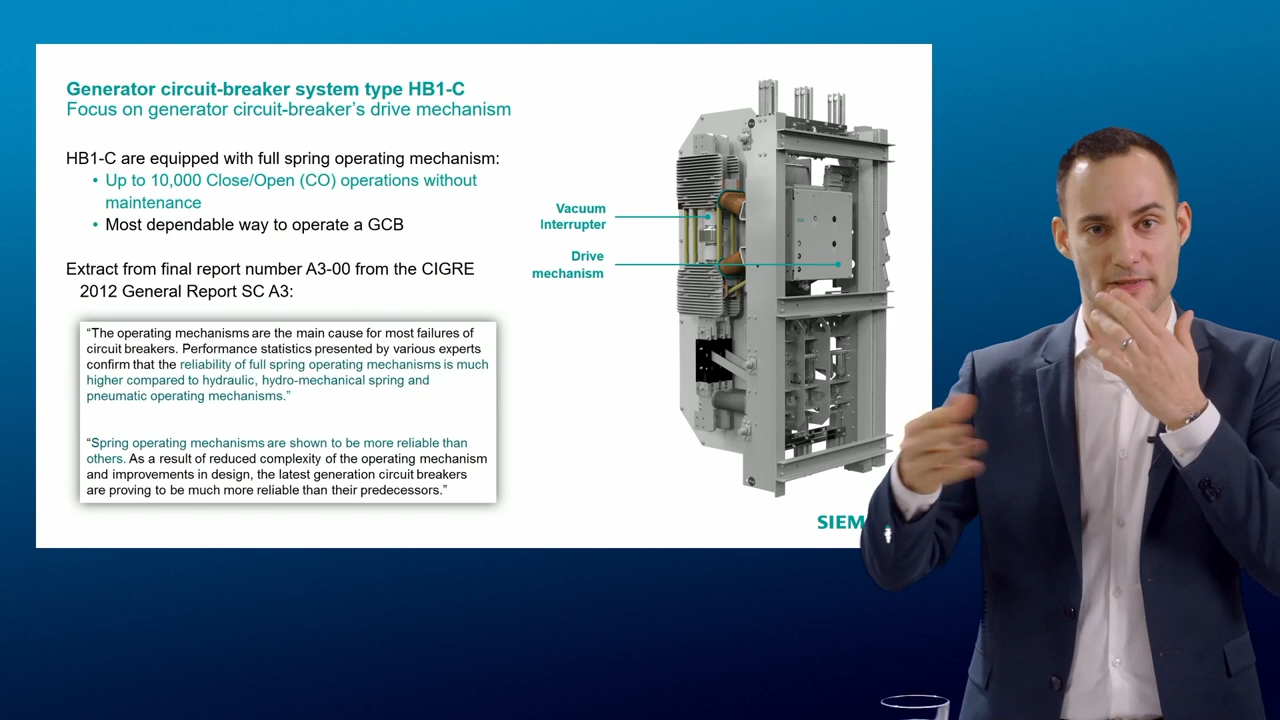 Generator circuit-breaker system type HB1-C
Focus on generator circuit-breaker’s drive mechanism
HB1-C are equipped with full spring operating mechanism:
• Up to 10,000 Close/Open (CO) operations without
maintenance
• Most dependable way to operate a GCB
Extract from final report number A3-00 from the CIGRE
2012 General Report SC A3:
“The operating mechanisms are the main cause for most failures of
circuit breakers. Performance statistics presented by various experts
confirm that the reliability of full spring operating mechanisms is much
higher compared to hydraulic, hydro-mechanical spring and
pneumatic operating mechanisms.”
“Spring operating mechanisms are shown to be more reliable than
others. As a result of reduced complexity of the operating mechanism
and improvements in design, the latest generation circuit breakers
are proving to be much more reliable than their predecessors.”
Vacuum
Interrupter
Drive
mechanism
SIEM